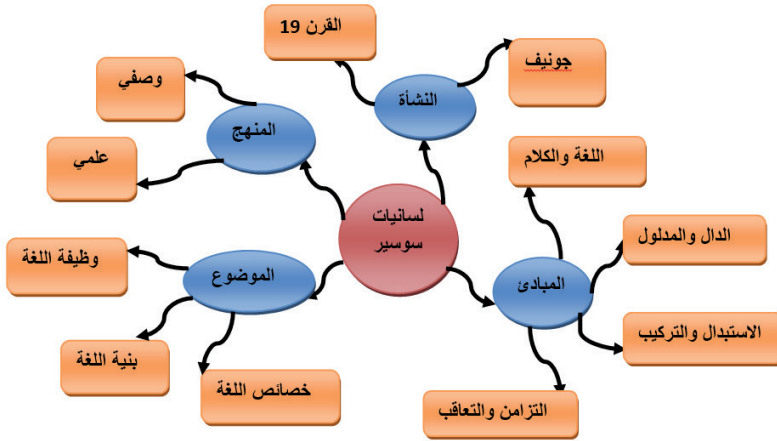 القرن 19
جونيف
وصفي
النشأة
المنهج
علمي
اللغة والكلام
لسانيات
سوسير
الدال والمدلول
وظيفة اللغة
الموضوع
المبادئ
الاستبدال والتركيب
بنية اللغة
خصائص اللغة
التزامن والتعاقب